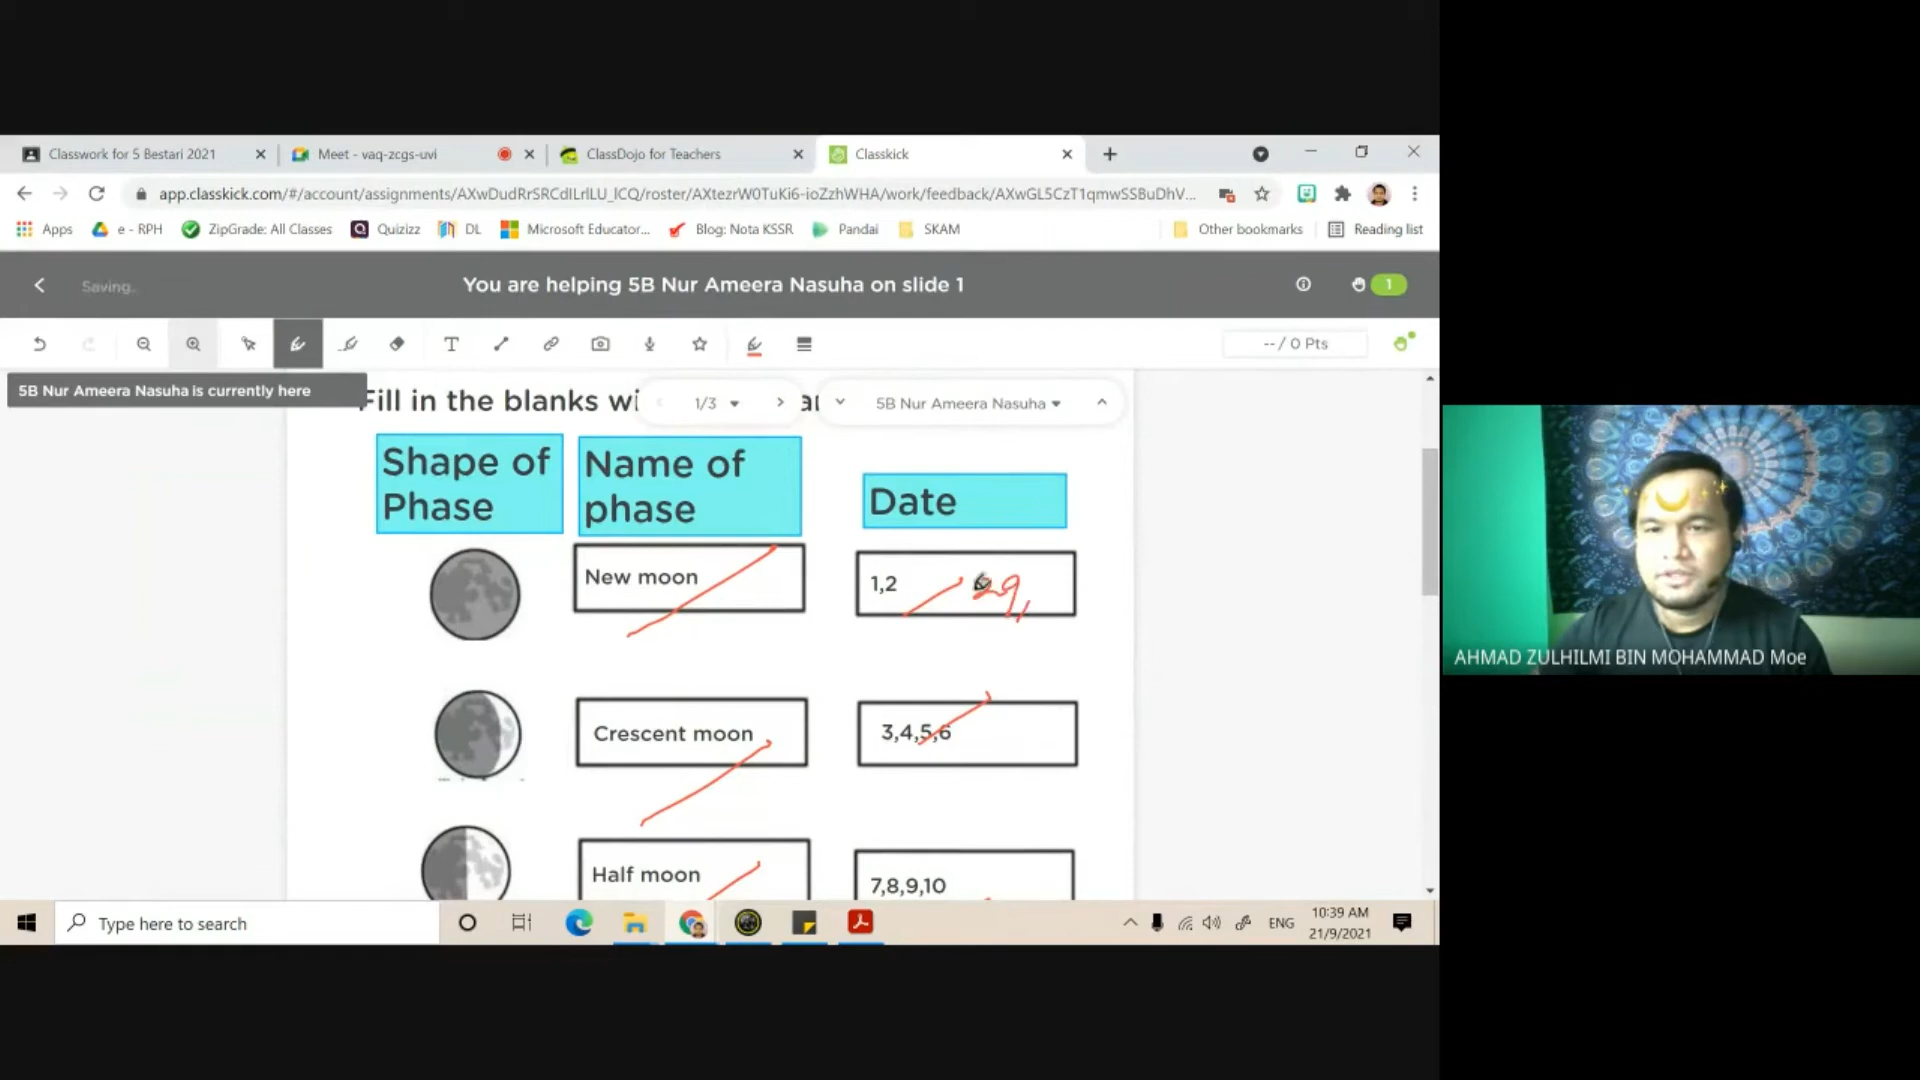 Classwork for 5 Bestari 2021
Meet - vaq-zcgs-uvi
ClassDojo for Teachers
Classkick
app.classkick.com/#/account/assignments/AXwDudRrSRCdILrlLU_ICQ/roster/AXtezrW0TuKi6-ioZzhWHA/work/feedback/AXwGL5CzT1qmwSSBuDhV...
Apps
e - RPH
ZipGrade: All Classes
Quizizz
DL
Microsoft Educator...
Blog: Nota KSSR
Pandai
SKAM
Other bookmarks
Reading list
Saving..
You are helping 5B Nur Ameera Nasuha on slide 1
1
-- / 0 Pts
5B Nur Ameera Nasuha is currently here
Fill in the blanks
1/3
5B Nur Ameera Nasuha
Shape of
Phase
Name of
phase
Date
New moon
1,2
29,
Crescent moon
3,4,5,6
Half moon
7,8,9,10
AHMAD ZULHILMI BIN MOHAMMAD Moe
Type here to search
ENG
10:39 AM
21/9/2021